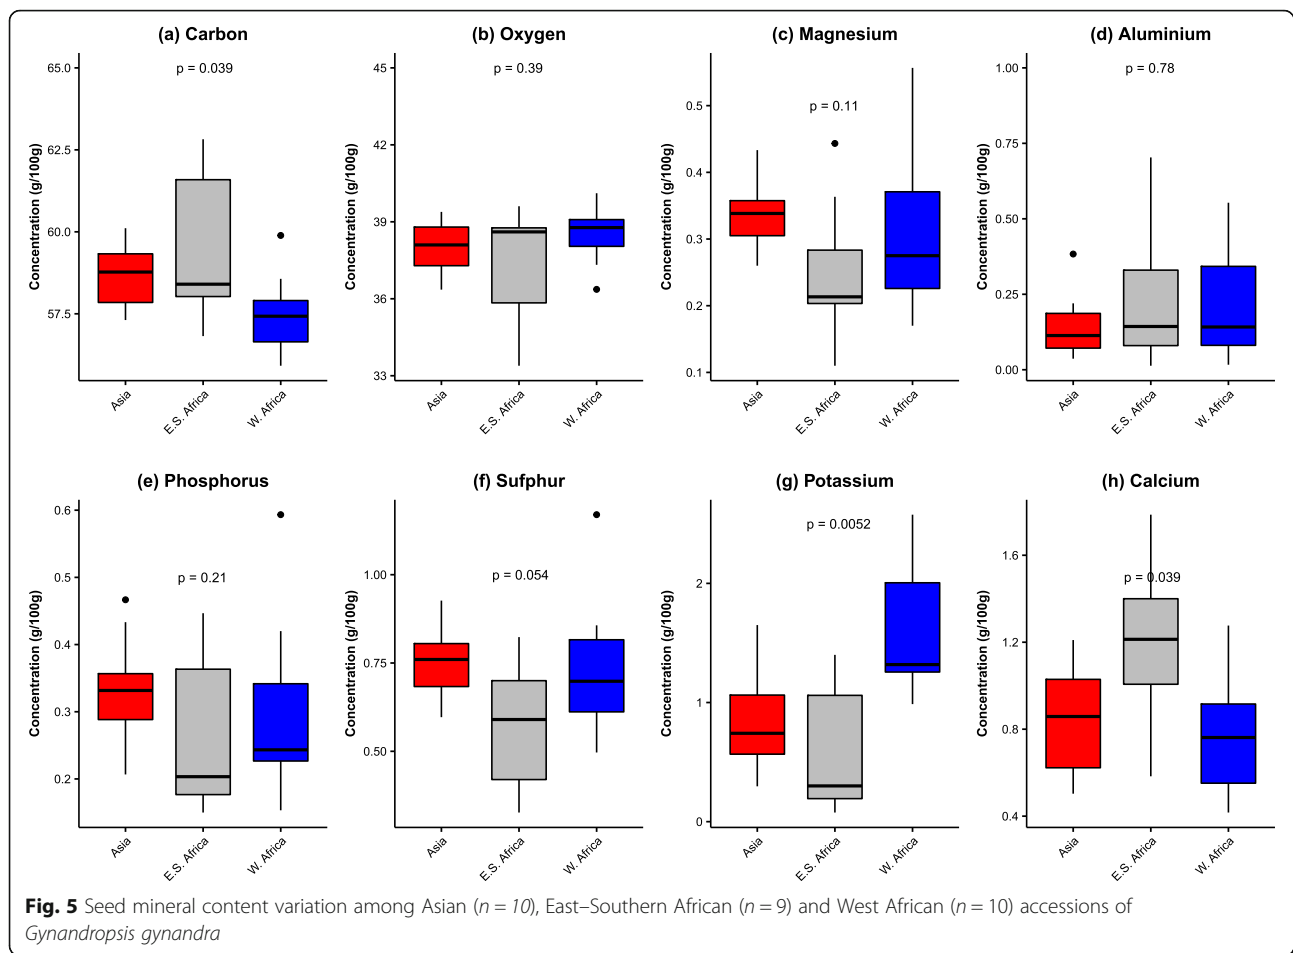 (a) Carbon
p = 0.039
Concentration (g/100g)
65.0
62.5
60.0
57.5
Asia
E.S. Africa
W. Africa
(b) Oxygen
p = 0.39
Concentration (g/100g)
45
42
39
36
33
Asia
E.S. Africa
W. Africa
(c) Magnesium
p = 0.11
Concentration (g/100g)
0.5
0.4
0.3
0.2
0.1
Asia
E.S. Africa
W. Africa
(d) Aluminium
p = 0.78
Concentration (g/100g)
1.00
0.75
0.50
0.25
0.00
Asia
E.S. Africa
W. Africa
(e) Phosphorus
p = 0.21
Concentration (g/100g)
0.6
0.5
0.4
0.3
0.2
Asia
E.S. Africa
W. Africa
(f) Sufphur
p = 0.054
Concentration (g/100g)
1.00
0.75
0.50
Asia
E.S. Africa
W. Africa
(g) Potassium
p = 0.0052
Concentration (g/100g)
2
1
0
Asia
E.S. Africa
W. Africa
(h) Calcium
p = 0.039
Concentration (g/100g)
1.6
1.2
0.8
0.4
Asia
E.S. Africa
W. Africa
Fig. 5 Seed mineral content variation among Asian (n = 10), East–Southern African (n = 9) and West African (n = 10) accessions of
Gynandropsis gynandra